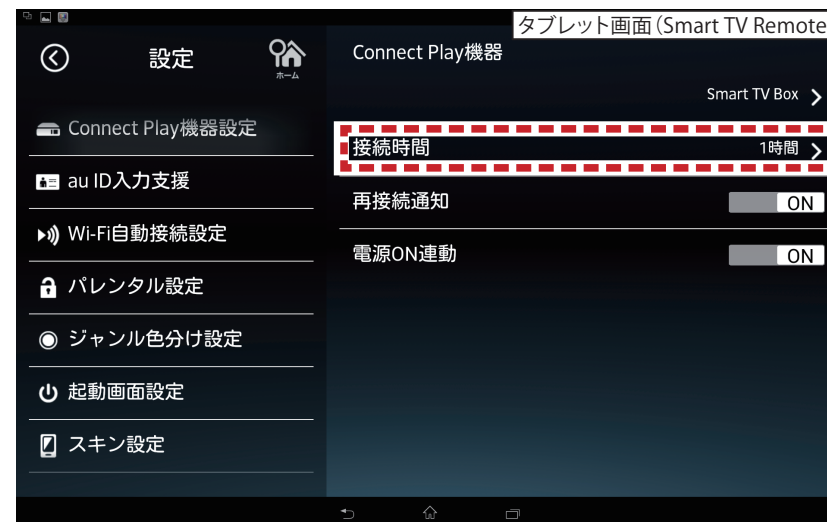 タブレット画面（Smart TV Remote
設定
ホーム
Connect Play機器設定
au ID入力支援
Wi-Fi自動接続設定
パレンタル設定
ジャンル色分け設定
起動画面設定
スキン設定
Connect Play機器
Smart TV Box
接続時間 1時間
再接続通知 ON
電源ON連動 ON